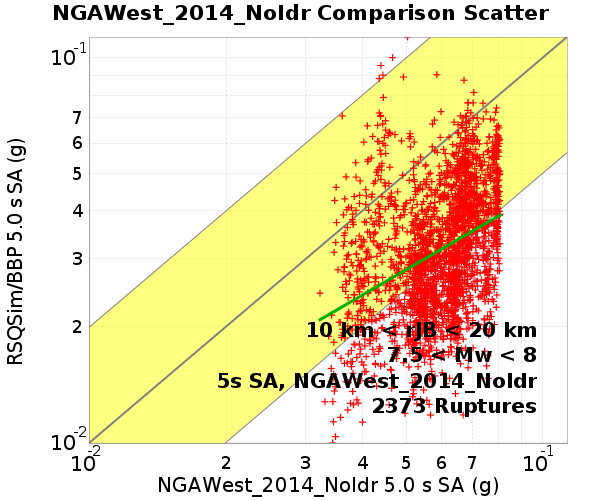 NGAWest_2014_NoIdr Comparison Scatter
10⁻¹
7
6
5
4
3
2
10⁻²
RSQSim/BBP 5.0 s SA (g)
10 km < rJB < 20 km
7.5 < Mw < 8
5s SA, NGAWest_2014_NoIdr
2373 Ruptures
10⁻² 2 3 4 5 6 7 10⁻¹
NGAWest_2014_NoIdr 5.0 s SA (g)